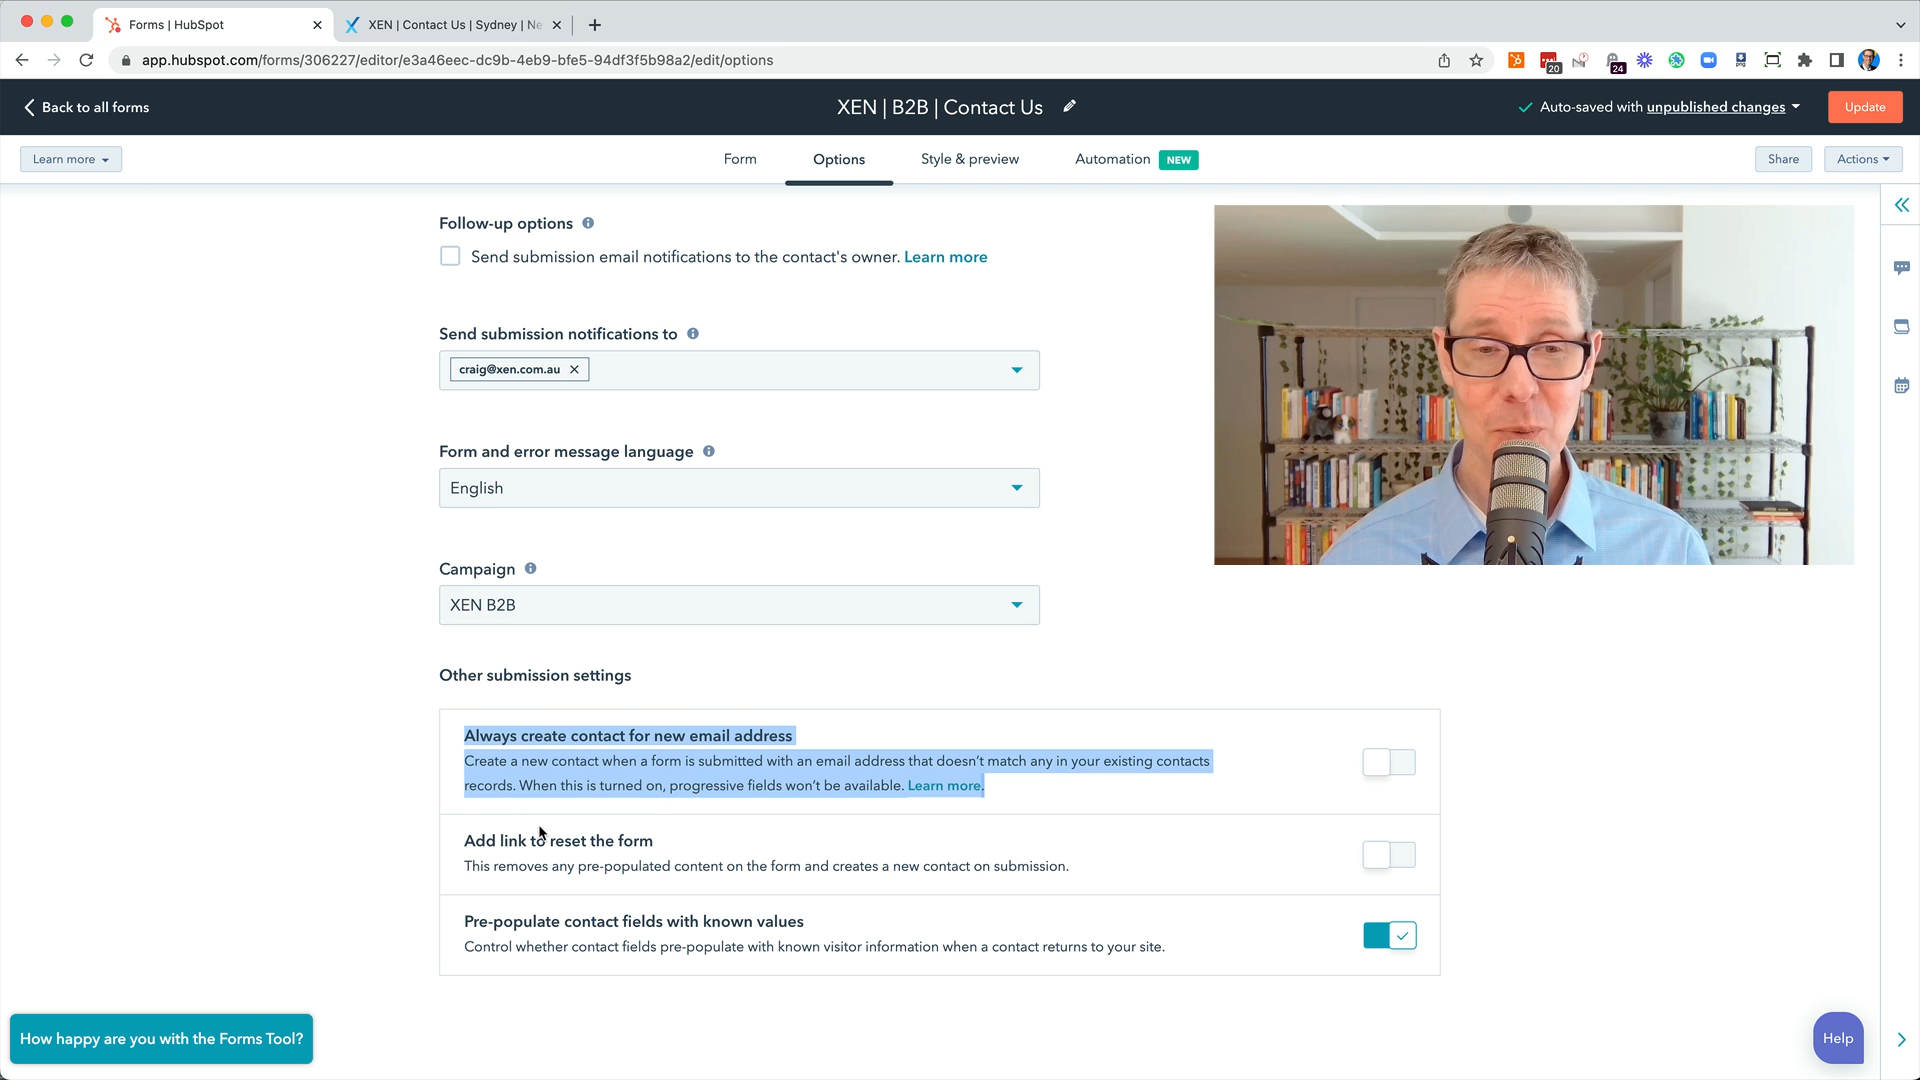 Forms | HubSpot
XEN | Contact Us | Sydney | Ne
app.hubspot.com/forms/306227/editor/e3a46eec-dc9b-4eb9-bfe5-94df3f5b98a2/edit/options
20
24
Back to all forms
XEN | B2B | Contact Us
Auto-saved with unpublished changes
Update
Learn more
Form
Options
Style & preview
Automation NEW
Share
Actions
Follow-up options
Send submission email notifications to the contact's owner. Learn more
Send submission notifications to
craig@xen.com.au
Form and error message language
English
Campaign
XEN B2B
Other submission settings
Always create contact for new email address
Create a new contact when a form is submitted with an email address that doesn't match any in your existing contacts
records. When this is turned on, progressive fields won't be available. Learn more.
Add link to reset the form
This removes any pre-populated content on the form and creates a new contact on submission.
Pre-populate contact fields with known values
Control whether contact fields pre-populate with known visitor information when a contact returns to your site.
How happy are you with the Forms Tool?
Help